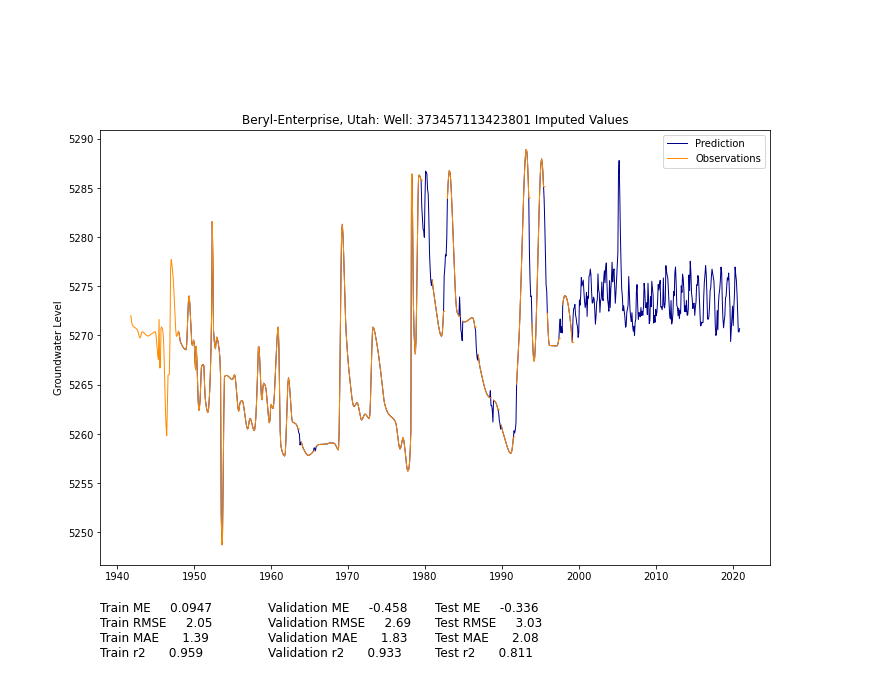 Beryl-Enterprise, Utah: Well: 373457113423801 Imputed Values
Prediction
Observations
Groundwater Level
5290
5285
5280
5275
5270
5265
5260
5255
5250
1940 1950 1960 1970 1980 1990 2000 2010 2020
Train ME 0.0947 Validation ME -0.458 Test ME -0.336
Train RMSE 2.05 Validation RMSE 2.69 Test RMSE 3.03
Train MAE 1.39 Validation MAE 1.83 Test MAE 2.08
Train r2 0.959 Validation r2 0.933 Test r2 0.811